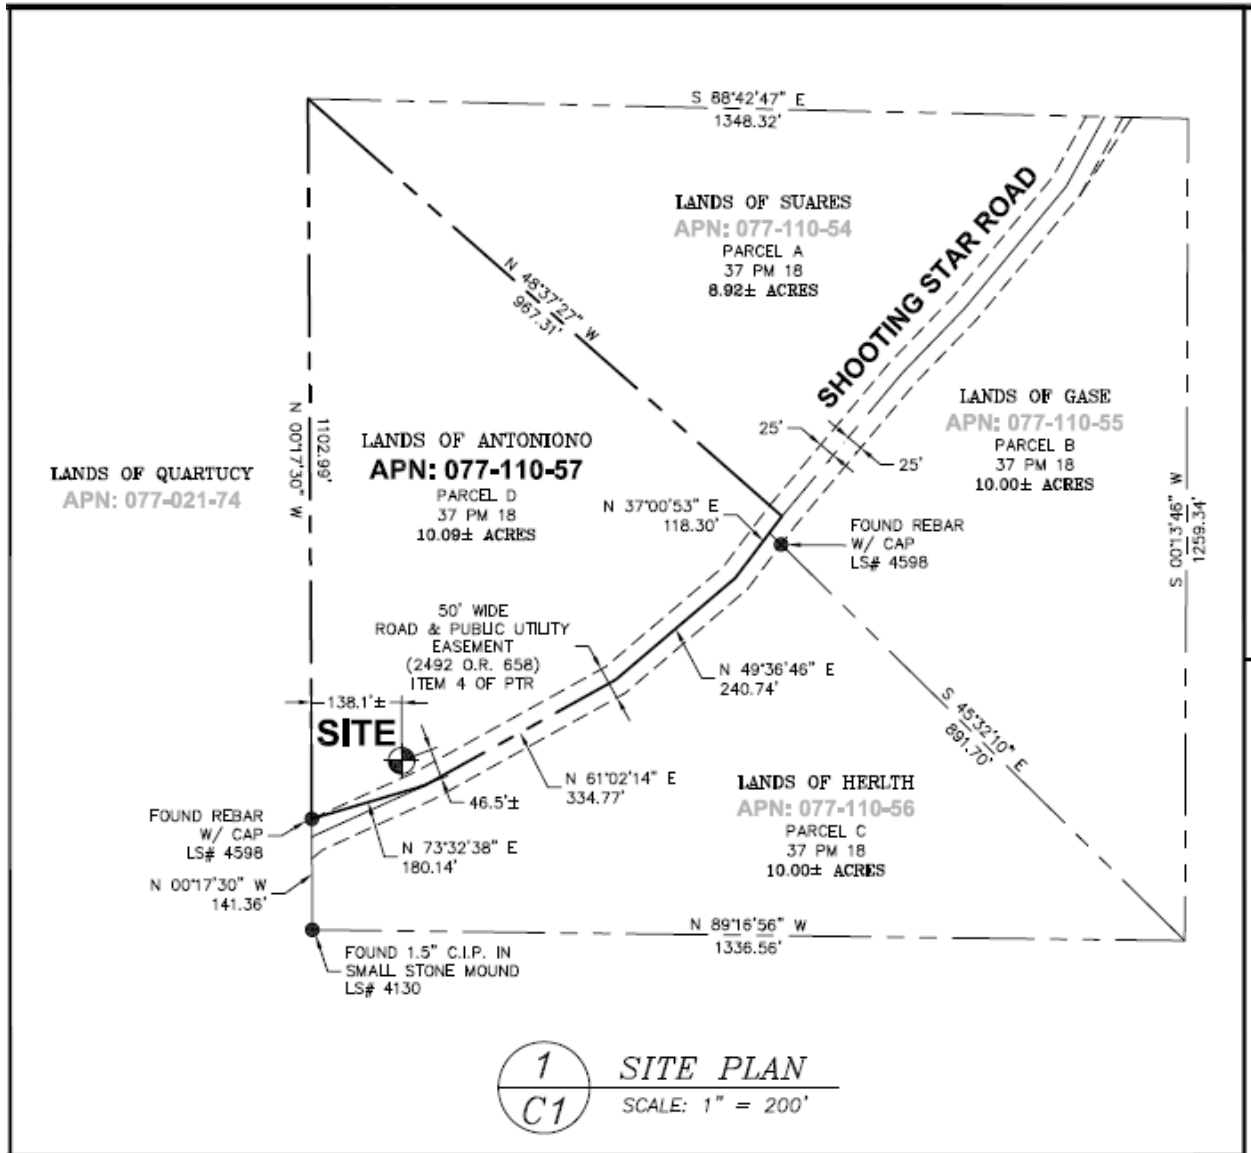 S 88°42'47" E
1348.32'
LANDS OF SUARES
APN: 077-110-54
PARCEL A
37 PM 18
8.92± ACRES
SHOOTING STAR ROAD
N 48°37'27" W
967.31'
LANDS OF GASE
APN: 077-110-55
PARCEL B
37 PM 18
10.00± ACRES
25'
25'
1102.99'
N 00°17'30" W
LANDS OF ANTONIONO
APN: 077-110-57
PARCEL D
37 PM 18
10.09± ACRES
LANDS OF QUARTUCY
APN: 077-021-74
N 37°00'53" E
118.30'
FOUND REBAR
W/ CAP
LS# 4598
S 00°13'46" W
1259.34'
50' WIDE
ROAD & PUBLIC UTILITY
EASEMENT
(2492 O.R. 658)
ITEM 4 OF PTR
N 49°36'46" E
240.74'
138.1'±
SITE
S 45°32'10" E
891.70'
N 61°02'14" E
334.77'
46.5'±
LANDS OF HERLTH
APN: 077-110-56
PARCEL C
37 PM 18
10.00± ACRES
FOUND REBAR
W/ CAP
LS# 4598
N 73°32'38" E
180.14'
N 00°17'30" W
141.36'
N 89°16'56" W
1336.56'
FOUND 1.5" C.I.P. IN
SMALL STONE MOUND
LS# 4130
1
C1
SITE PLAN
SCALE: 1" = 200'